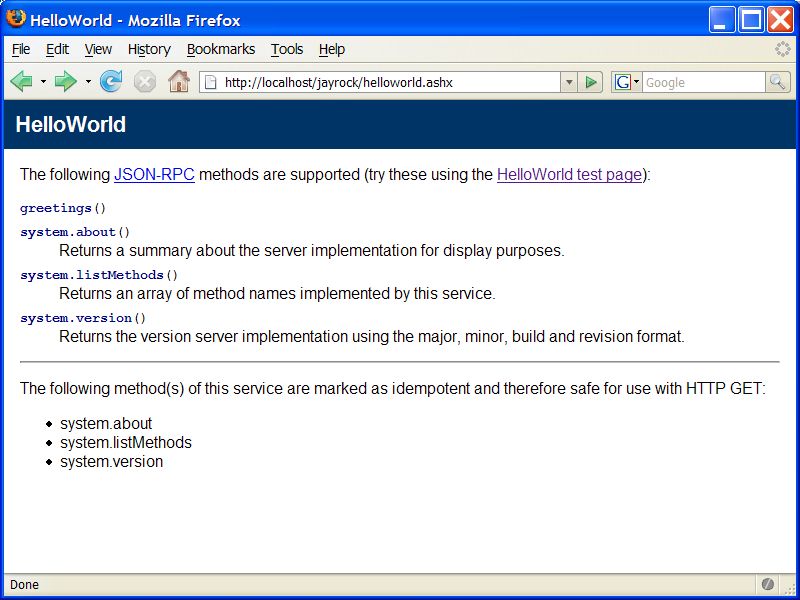 HelloWorld - Mozilla Firefox
File Edit View History Bookmarks Tools Help
http://localhost/jayrock/helloworld.ashx
G Google
HelloWorld
The following JSON-RPC methods are supported (try these using the HelloWorld test page):
greetings()
system.about()
Returns a summary about the server implementation for display purposes.
system.listMethods()
Returns an array of method names implemented by this service.
system.version()
Returns the version server implementation using the major, minor, build and revision format.
The following method(s) of this service are marked as idempotent and therefore safe for use with HTTP GET:
system.about
system.listMethods
system.version
Done